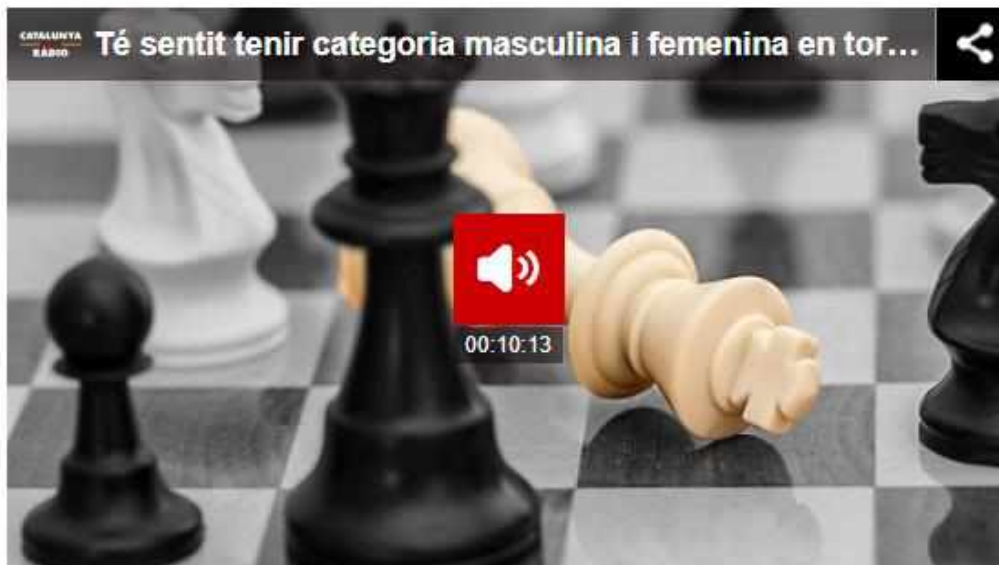 CATALUNYA
RÀDIO
Té sentit tenir categoria masculina i femenina en tor...
00:10:13